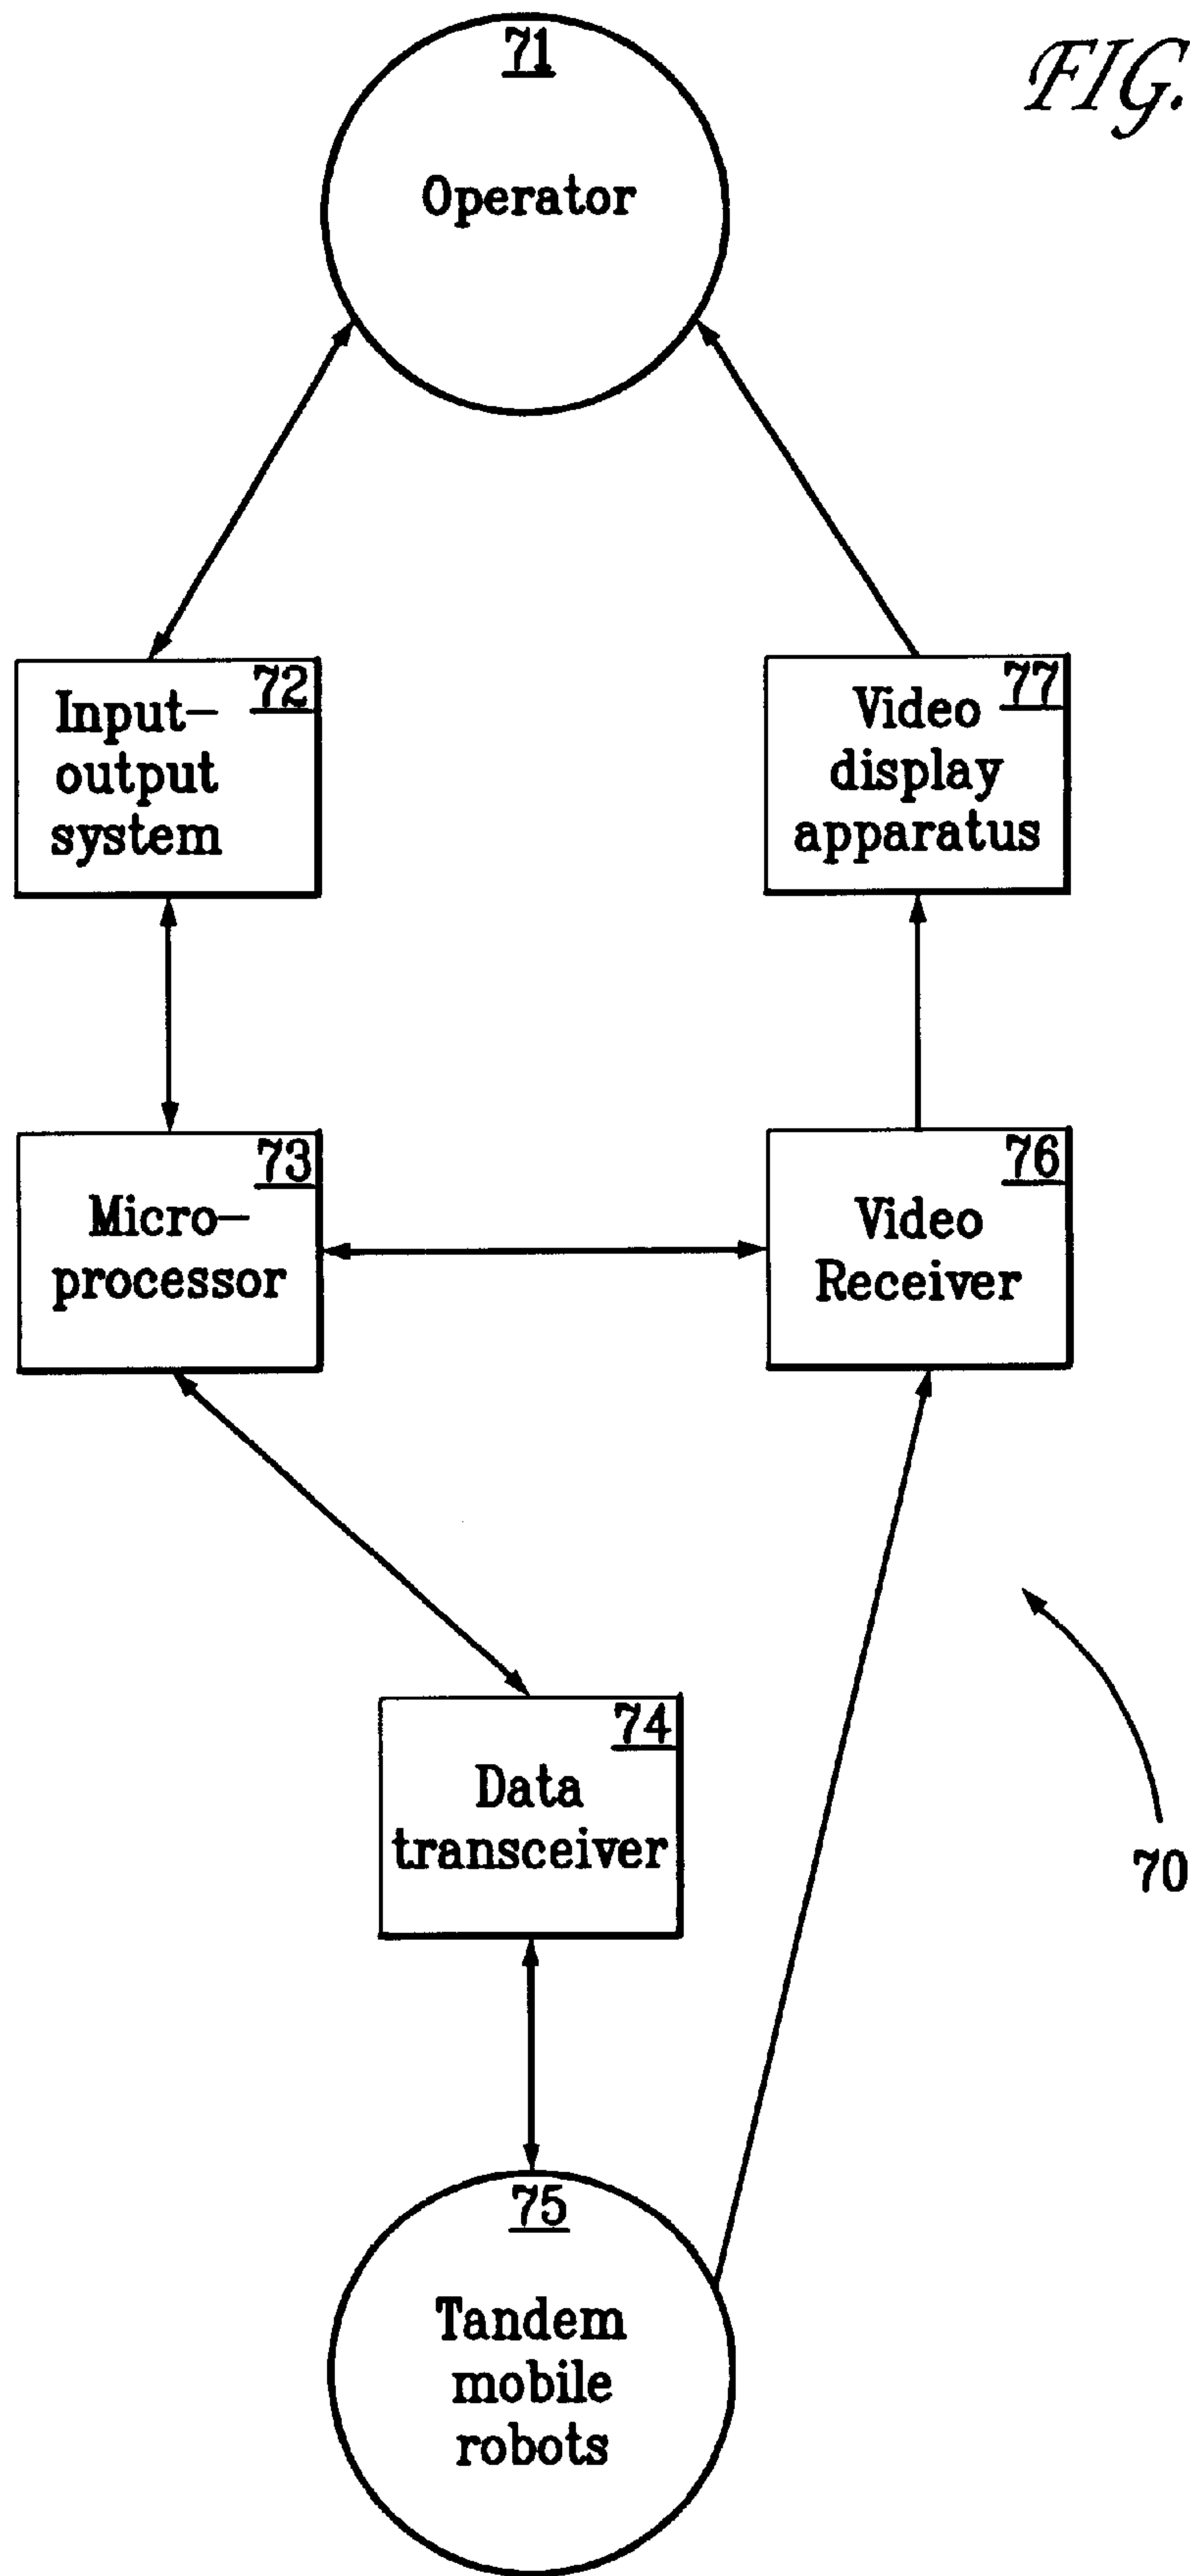 71
FIG.
Operator
72
Input-
output
system
77
Video
display
apparatus
73
Micro-
processor
76
Video
Receiver
74
Data
transceiver
70
75
Tandem
mobile
robots